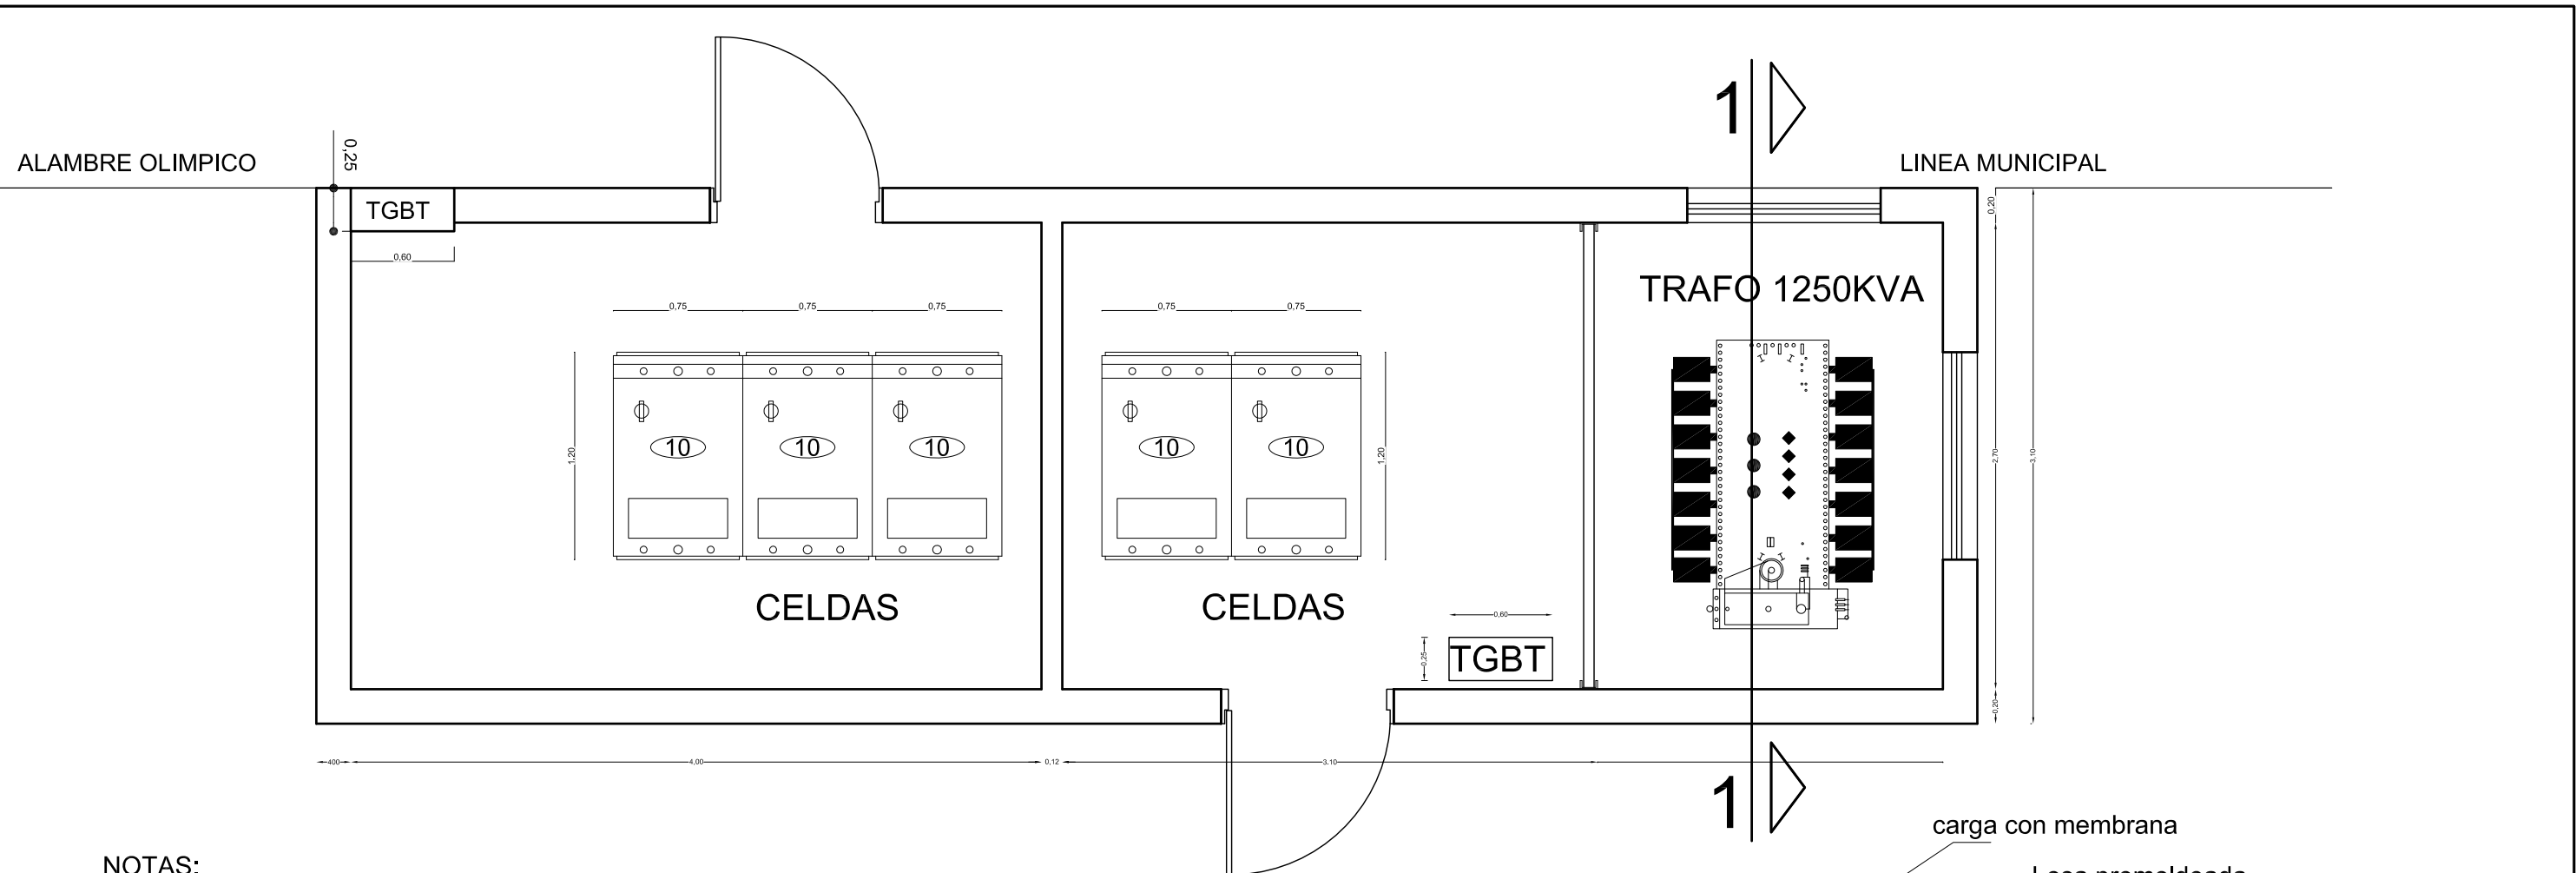 1
ALAMBRE OLIMPICO
0,25
LINEA MUNICIPAL
TGBT
0,20
0,60
TRAFO 1250KVA
0,75
0,75
0,75
0,75
0,75
1,20
10
10
10
10
10
1,20
2,70
3,10
CELDAS
CELDAS
0,60
0,25
TGBT
0,20
400
4,00
0,12
3,10
1
carga con membrana
NOTAS:
Losa premoldeada